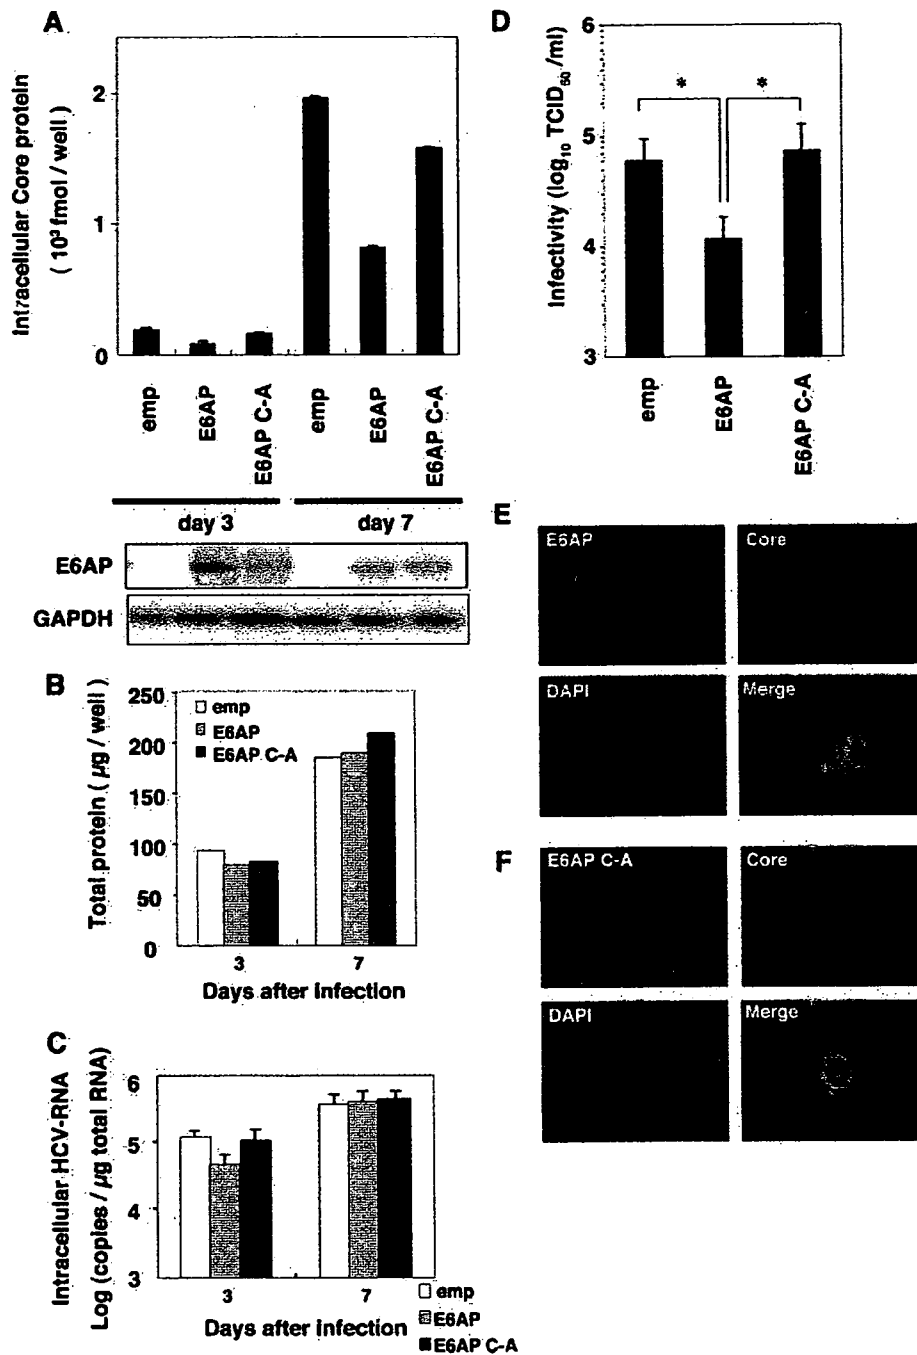 A
Intracellular Core protein
( 10³ fmol / well )
2
1
0
emp
E6AP
E6AP C-A
emp
E6AP
E6AP C-A
day 3
day 7
E6AP
GAPDH
B
Total protein ( µg / well )
250
200
150
100
50
0
emp
E6AP
E6AP C-A
3
7
Days after infection
C
Intracellular HCV-RNA
Log (copies / µg total RNA)
6
5
4
3
3
7
Days after infection
emp
E6AP
E6AP C-A
D
Infectivity (log₁₀ TCID₅₀ /ml)
6
5
4
3
*
*
emp
E6AP
E6AP C-A
E
E6AP
Core
DAPI
Merge
F
E6AP C-A
Core
DAPI
Merge